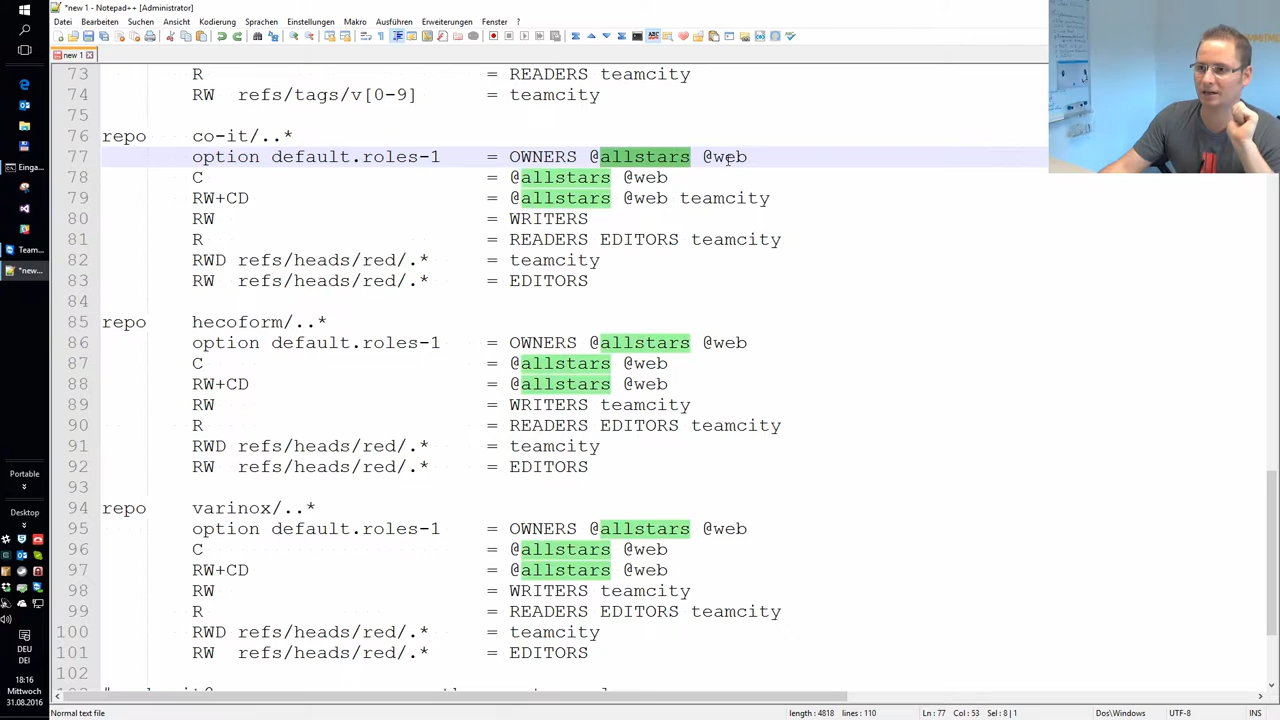 *new 1 - Notepad++ [Administrator]
Datei Bearbeiten Suchen Ansicht Kodierung Sprachen Einstellungen Makro Ausführen Erweiterungen Fenster ?
new 1
73 R = READERS teamcity
74 RW refs/tags/v[0-9] = teamcity
75
76 repo co-it/..*
77 option default.roles-1 = OWNERS @allstars @web
78 C = @allstars @web
79 RW+CD = @allstars @web teamcity
80 RW = WRITERS
81 R = READERS EDITORS teamcity
82 RWD refs/heads/red/.* = teamcity
83 RW refs/heads/red/.* = EDITORS
84
85 repo hecoform/..*
86 option default.roles-1 = OWNERS @allstars @web
87 C = @allstars @web
88 RW+CD = @allstars @web
89 RW = WRITERS teamcity
90 R = READERS EDITORS teamcity
91 RWD refs/heads/red/.* = teamcity
92 RW refs/heads/red/.* = EDITORS
93
94 repo varinox/..*
95 option default.roles-1 = OWNERS @allstars @web
96 C = @allstars @web
97 RW+CD = @allstars @web
98 RW = WRITERS teamcity
99 R = READERS EDITORS teamcity
100 RWD refs/heads/red/.* = teamcity
101 RW refs/heads/red/.* = EDITORS
102
Einga...
Team...
*new...
Portable
Desktop
DEU
DEI
18:16
Mittwoch
31.08.2016
Normal text file length : 4818 lines : 110 Ln : 77 Col : 53 Sel : 8 | 1 Dos\Windows UTF-8 INS